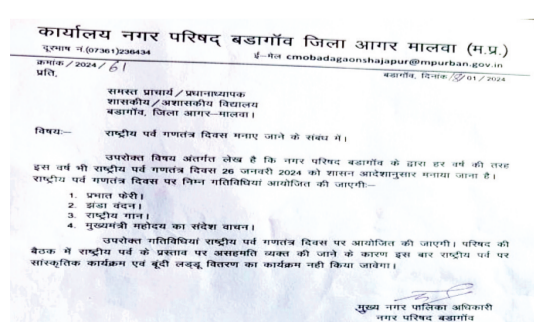 कार्यालय नगर परिषद् बडागॉव जिला आगर मालवा (म.प्र.)
दूरभाष नं.(07361)236434 ई–मेल cmobadagaonshajapur@mpurban.gov.in
क्रमांक / 2024 / 61 बडागॉव, दिनांक / /01 / 2024
प्रति,
समस्त प्राचार्य / प्रधानाध्यापक
शासकीय / अशासकीय विद्यालय
बडागॉव, जिला आगर–मालवा।
विषयः– राष्ट्रीय पर्व गणतंत्र दिवस मनाए जाने के संबध में।
उपरोक्त विषय अंतर्गत लेख है कि नगर परिषद बडागॉव के द्वारा हर वर्ष की तरह
इस वर्ष भी राष्ट्रीय पर्व गणतंत्र दिवस 26 जनवरी 2024 को शासन आदेशानुसार मनाया जाना है।
राष्ट्रीय पर्व गणतंत्र दिवस पर निम्न गतिविधियां आयोजित की जाएगी:–
1. प्रभात फेरी।
2. झंडा वंदन।
3. राष्ट्रीय गान।
4. मुख्यमंत्री महोदय का संदेश वाचन।
उपरोक्त गतिविधियां राष्ट्रीय पर्व गणतंत्र दिवस पर आयोजित की जाएगी। परिषद की
बैठक में राष्ट्रीय पर्व के प्रस्ताव पर असहमति व्यक्त की जाने के कारण इस बार राष्ट्रीय पर्व पर
सांस्कृतिक कार्यक्रम एवं बूंदी लड्डू वितरण का कार्यक्रम नही किया जावेगा।
मुख्य नगर पालिका अधिकारी
नगर परिषद बडागॉव